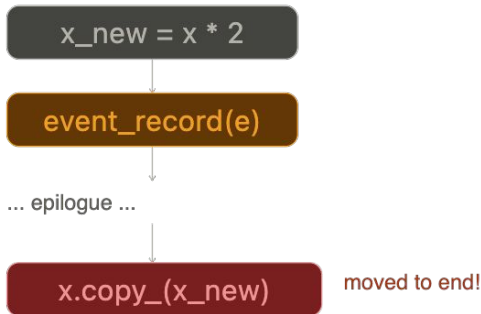 x_new = x * 2
event_record(e)
... epilogue ...
x.copy_(x_new)
moved to end!